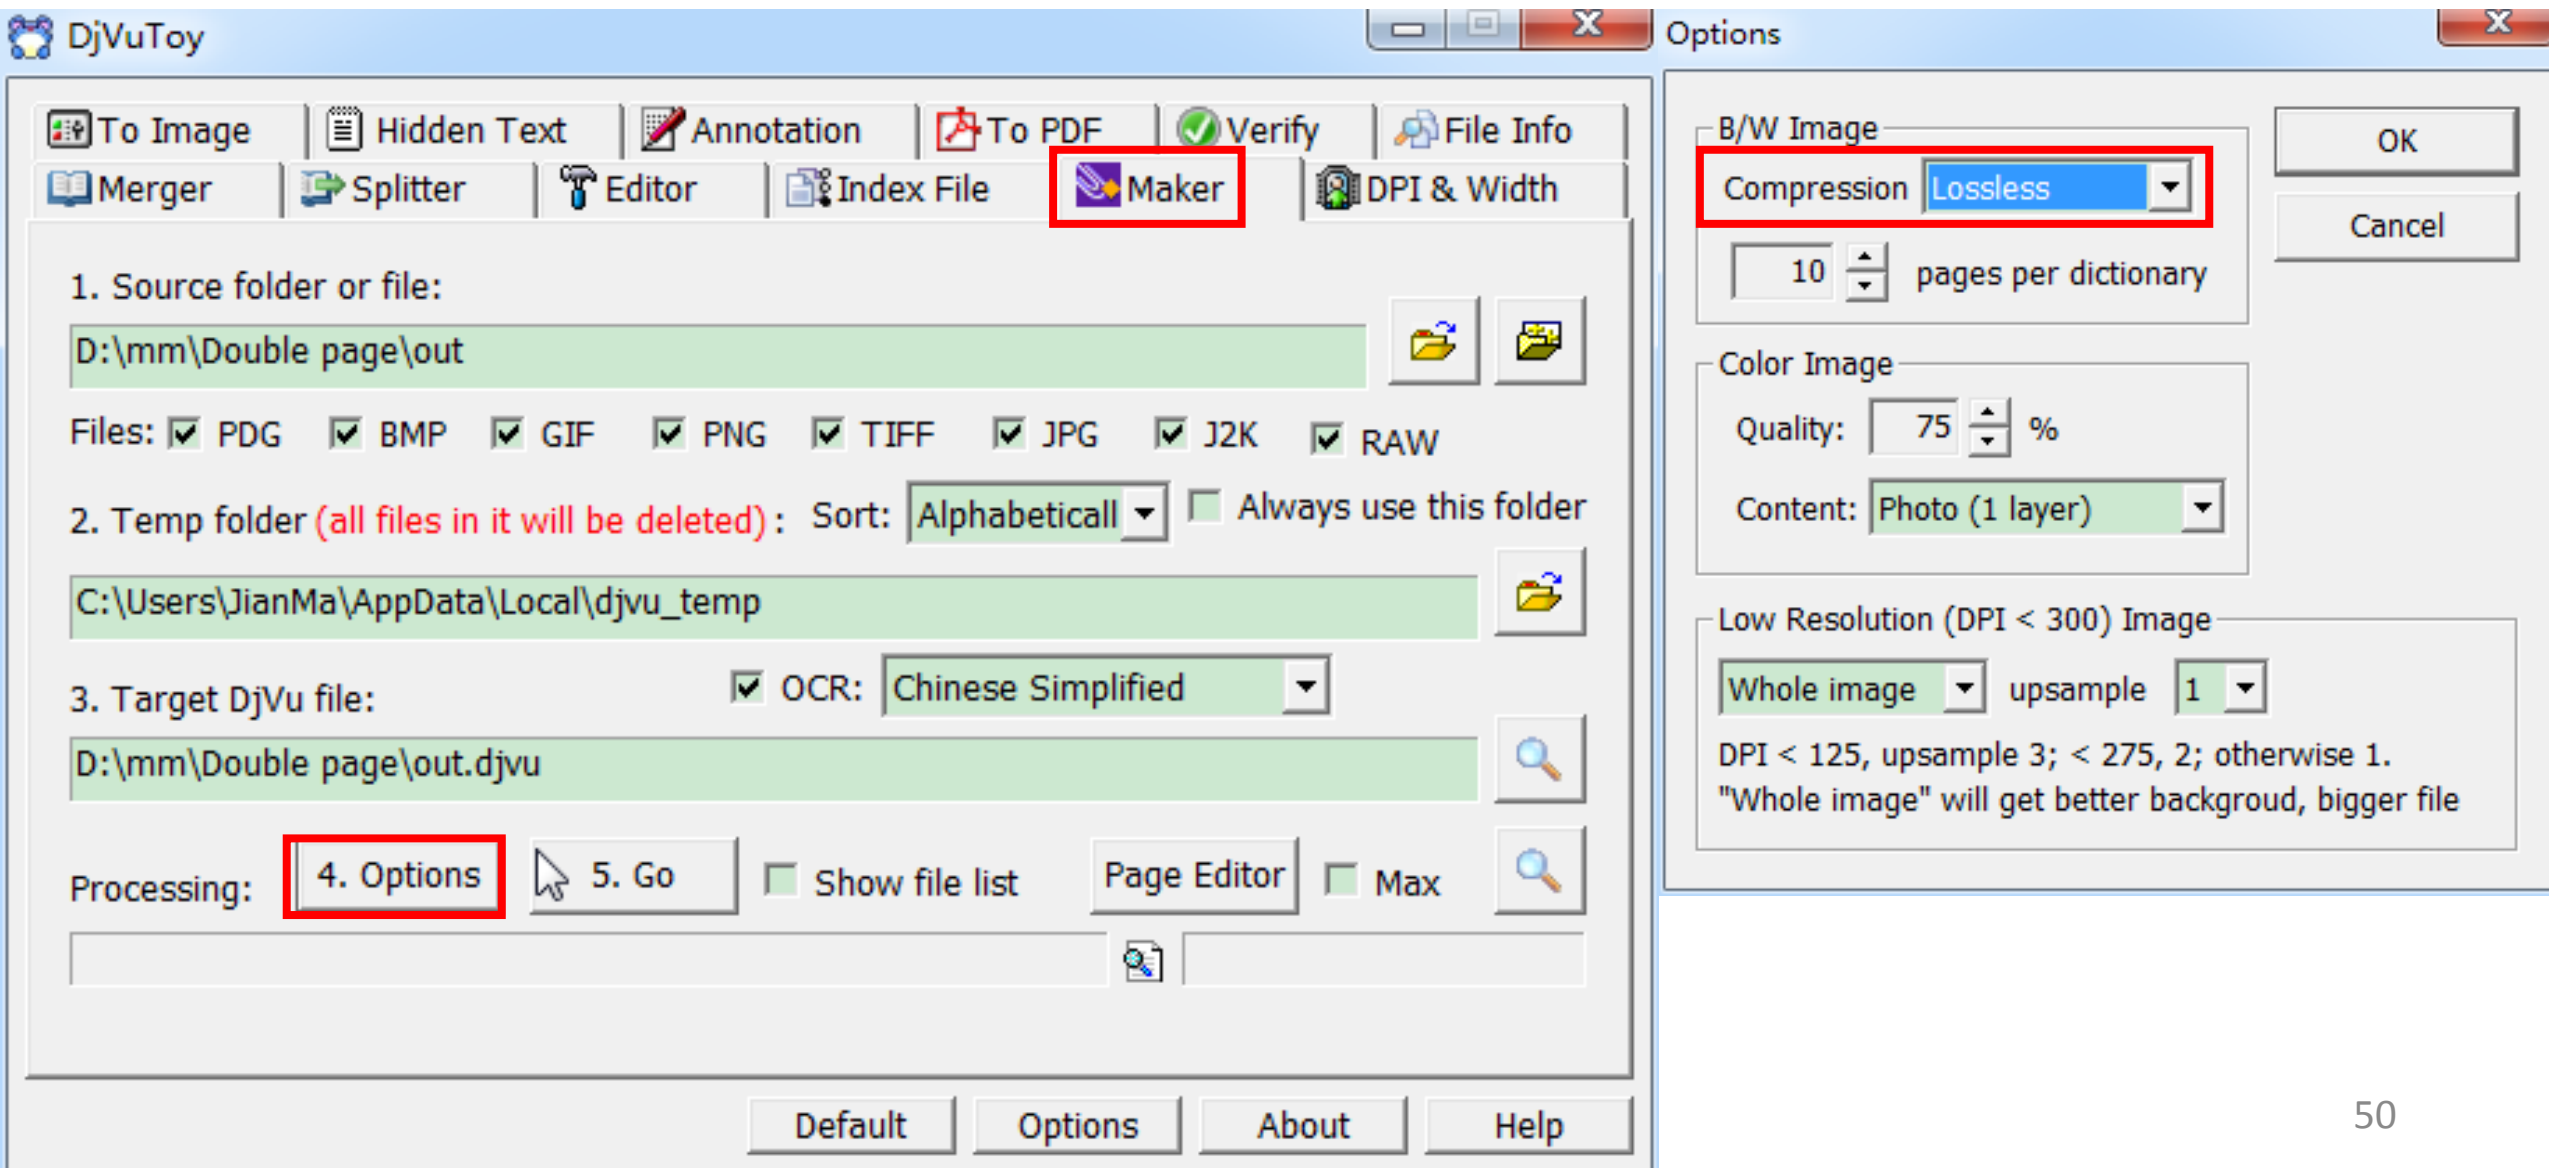 DjVuToy
To Image Hidden Text Annotation To PDF Verify File Info
Merger Splitter Editor Index File Maker DPI & Width
1. Source folder or file:
D:\mm\Double page\out
Files: PDG BMP GIF PNG TIFF JPG J2K RAW
2. Temp folder (all files in it will be deleted) : Sort: Alphabeticall Always use this folder
C:\Users\JianMa\AppData\Local\djvu_temp
3. Target DjVu file: OCR: Chinese Simplified
D:\mm\Double page\out.djvu
Processing: 4. Options 5. Go Show file list Page Editor Max
Default Options About Help
Options
B/W Image
Compression Lossless
10 pages per dictionary
OK
Cancel
Color Image
Quality: 75 %
Content: Photo (1 layer)
Low Resolution (DPI < 300) Image
Whole image upsample 1
DPI < 125, upsample 3; < 275, 2; otherwise 1.
"Whole image" will get better backgroud, bigger file
50